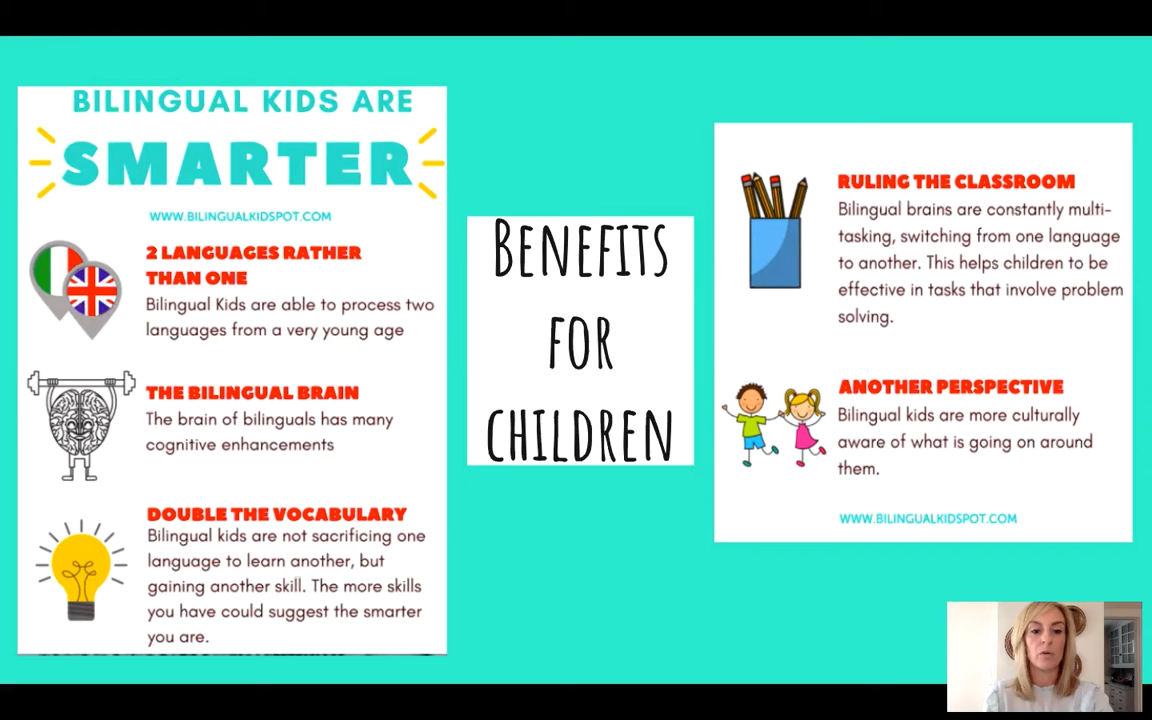 BILINGUAL KIDS ARE
SMARTER
WWW.BILINGUALKIDSPOT.COM
2 LANGUAGES RATHER
THAN ONE
Bilingual Kids are able to process two
languages from a very young age
THE BILINGUAL BRAIN
The brain of bilinguals has many
cognitive enhancements
DOUBLE THE VOCABULARY
Bilingual kids are not sacrificing one
language to learn another, but
gaining another skill. The more skills
you have could suggest the smarter
you are.
BENEFITS
FOR
CHILDREN
RULING THE CLASSROOM
Bilingual brains are constantly multi-
tasking, switching from one language
to another. This helps children to be
effective in tasks that involve problem
solving.
ANOTHER PERSPECTIVE
Bilingual kids are more culturally
aware of what is going on around
them.
WWW.BILINGUALKIDSPOT.COM